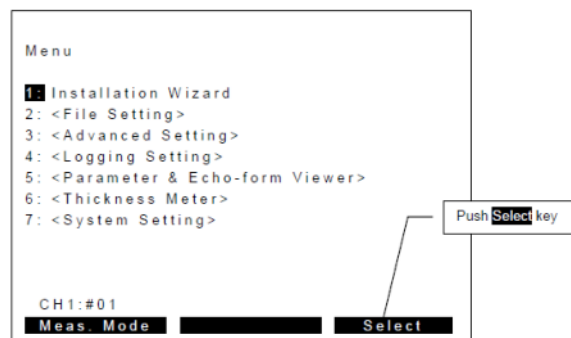 Menu
1: Installation Wizard
2: <File Setting>
3: <Advanced Setting>
4: <Logging Setting>
5: <Parameter & Echo-form Viewer>
6: <Thickness Meter>
7: <System Setting>
Push Select key
CH1:#01
Meas. Mode Select